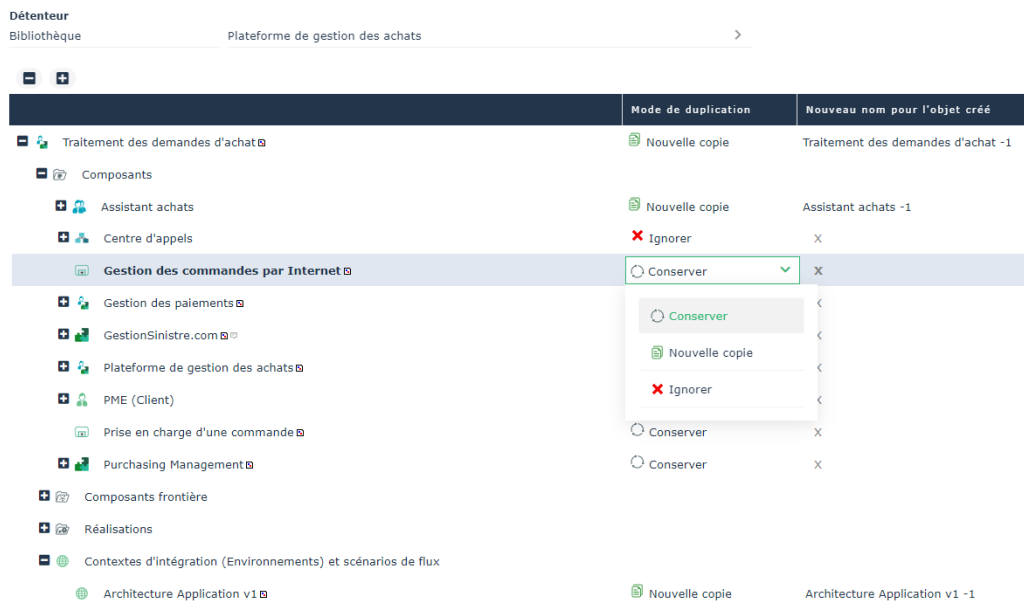 Détenteur
Bibliothèque Plateforme de gestion des achats
Mode de duplication Nouveau nom pour l'objet créé
Traitement des demandes d'achat Nouvelle copie Traitement des demandes d'achat -1
Composants
Assistant achats Nouvelle copie Assistant achats -1
Centre d'appels Ignorer X
Gestion des commandes par Internet Conserver X
Gestion des paiements
Conserver
GestionSinistre.com
Nouvelle copie
Plateforme de gestion des achats
Ignorer
PME (Client)
Prise en charge d'une commande Conserver X
Purchasing Management Conserver X
Composants frontière
Réalisations
Contextes d'intégration (Environnements) et scénarios de flux
Architecture Application v1 Nouvelle copie Architecture Application v1 -1